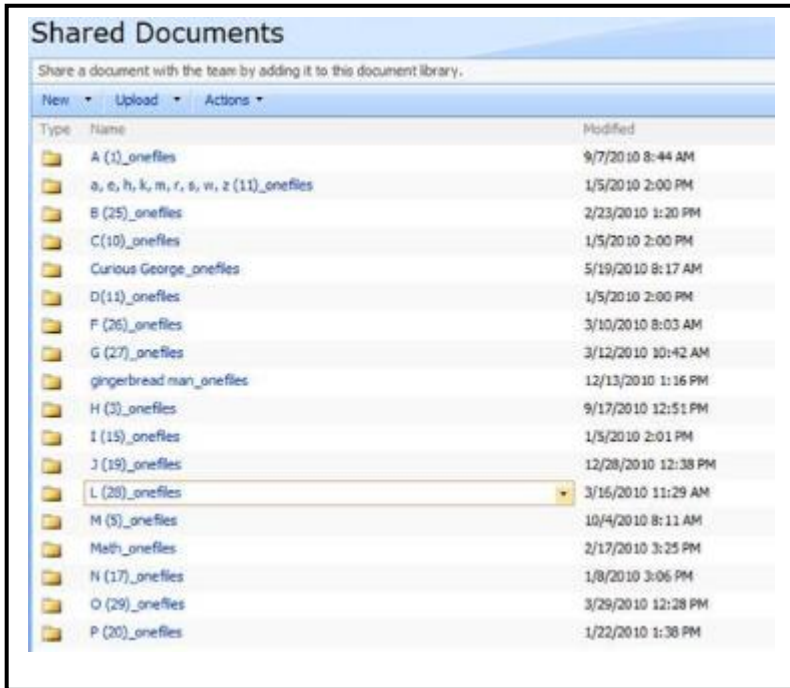 Shared Documents
Share a document with the team by adding it to this document library.
New Upload Actions
Type Name Modified
A (1)_onefiles 9/7/2010 8:44 AM
a, e, h, k, m, r, s, w, z (11)_onefiles 1/5/2010 2:00 PM
B (25)_onefiles 2/23/2010 1:20 PM
C(10)_onefiles 1/5/2010 2:00 PM
Curious George_onefiles 5/19/2010 8:17 AM
D(11)_onefiles 1/5/2010 2:00 PM
F (26)_onefiles 3/10/2010 8:03 AM
G (27)_onefiles 3/12/2010 10:42 AM
gingerbread man_onefiles 12/13/2010 1:16 PM
H (3)_onefiles 9/17/2010 12:51 PM
I (15)_onefiles 1/5/2010 2:01 PM
J (19)_onefiles 12/28/2010 12:38 PM
L (28)_onefiles 3/16/2010 11:29 AM
M (5)_onefiles 10/4/2010 8:11 AM
Math_onefiles 2/17/2010 3:25 PM
N (17)_onefiles 1/8/2010 3:06 PM
O (29)_onefiles 3/29/2010 12:28 PM
P (20)_onefiles 1/22/2010 1:38 PM